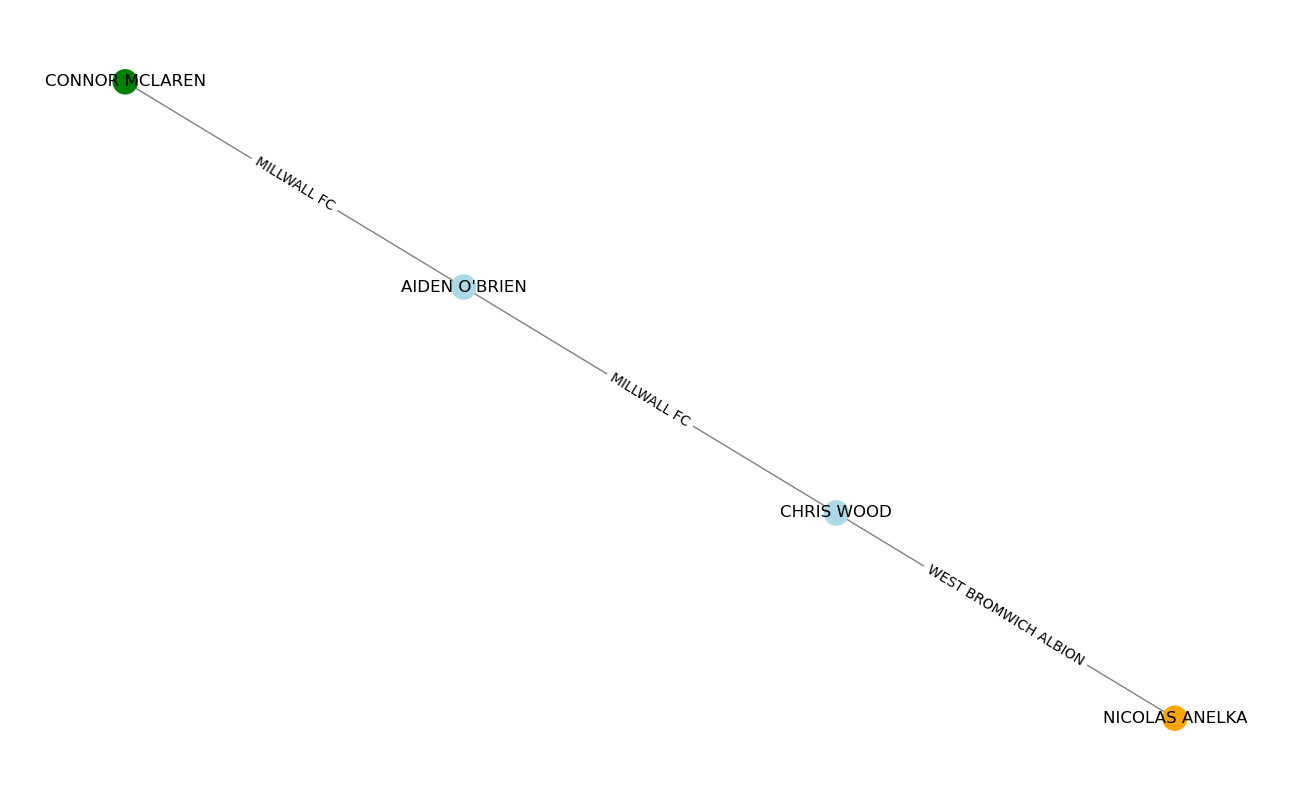 CONNOR MCLAREN
MILLWALL FC
AIDEN O'BRIEN
MILLWALL FC
CHRIS WOOD
WEST BROMWICH ALBION
NICOLAS ANELKA